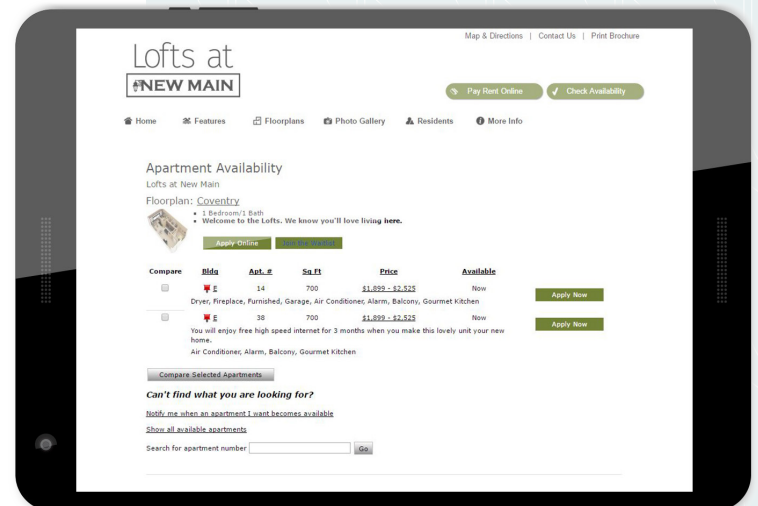 Map & Directions | Contact Us | Print Brochure
Lofts at
NEW MAIN
Pay Rent Online
Check Availability
Home Features Floorplans Photo Gallery Residents More Info
Apartment Availability
Lofts at New Main
Floorplan: Coventry
1 Bedroom/1 Bath
Welcome to the Lofts. We know you'll love living here.
Apply Online
Join the Waitlist
Compare Bldg Apt. # Sq Ft Price Available
E 14 700 $1,899 - $2,525 Now Apply Now
Dryer, Fireplace, Furnished, Garage, Air Conditioner, Alarm, Balcony, Gourmet Kitchen
E 38 700 $1,899 - $2,525 Now Apply Now
You will enjoy free high speed internet for 3 months when you make this lovely unit your new
home.
Air Conditioner, Alarm, Balcony, Gourmet Kitchen
Compare Selected Apartments
Can't find what you are looking for?
Notify me when an apartment I want becomes available
Show all available apartments
Search for apartment number Go